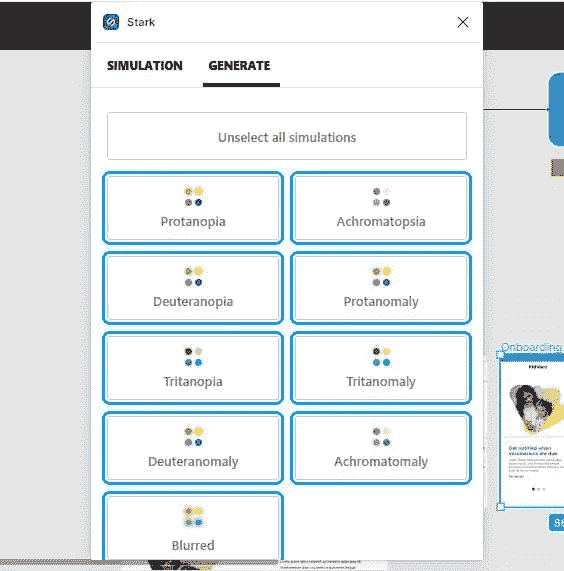 Stark
SIMULATION GENERATE
Unselect all simulations
Protanopia Achromatopsia
Deuteranopia Protanomaly
Tritanopia Tritanomaly
Deuteranomaly Achromatomaly
Blurred
Onboarding